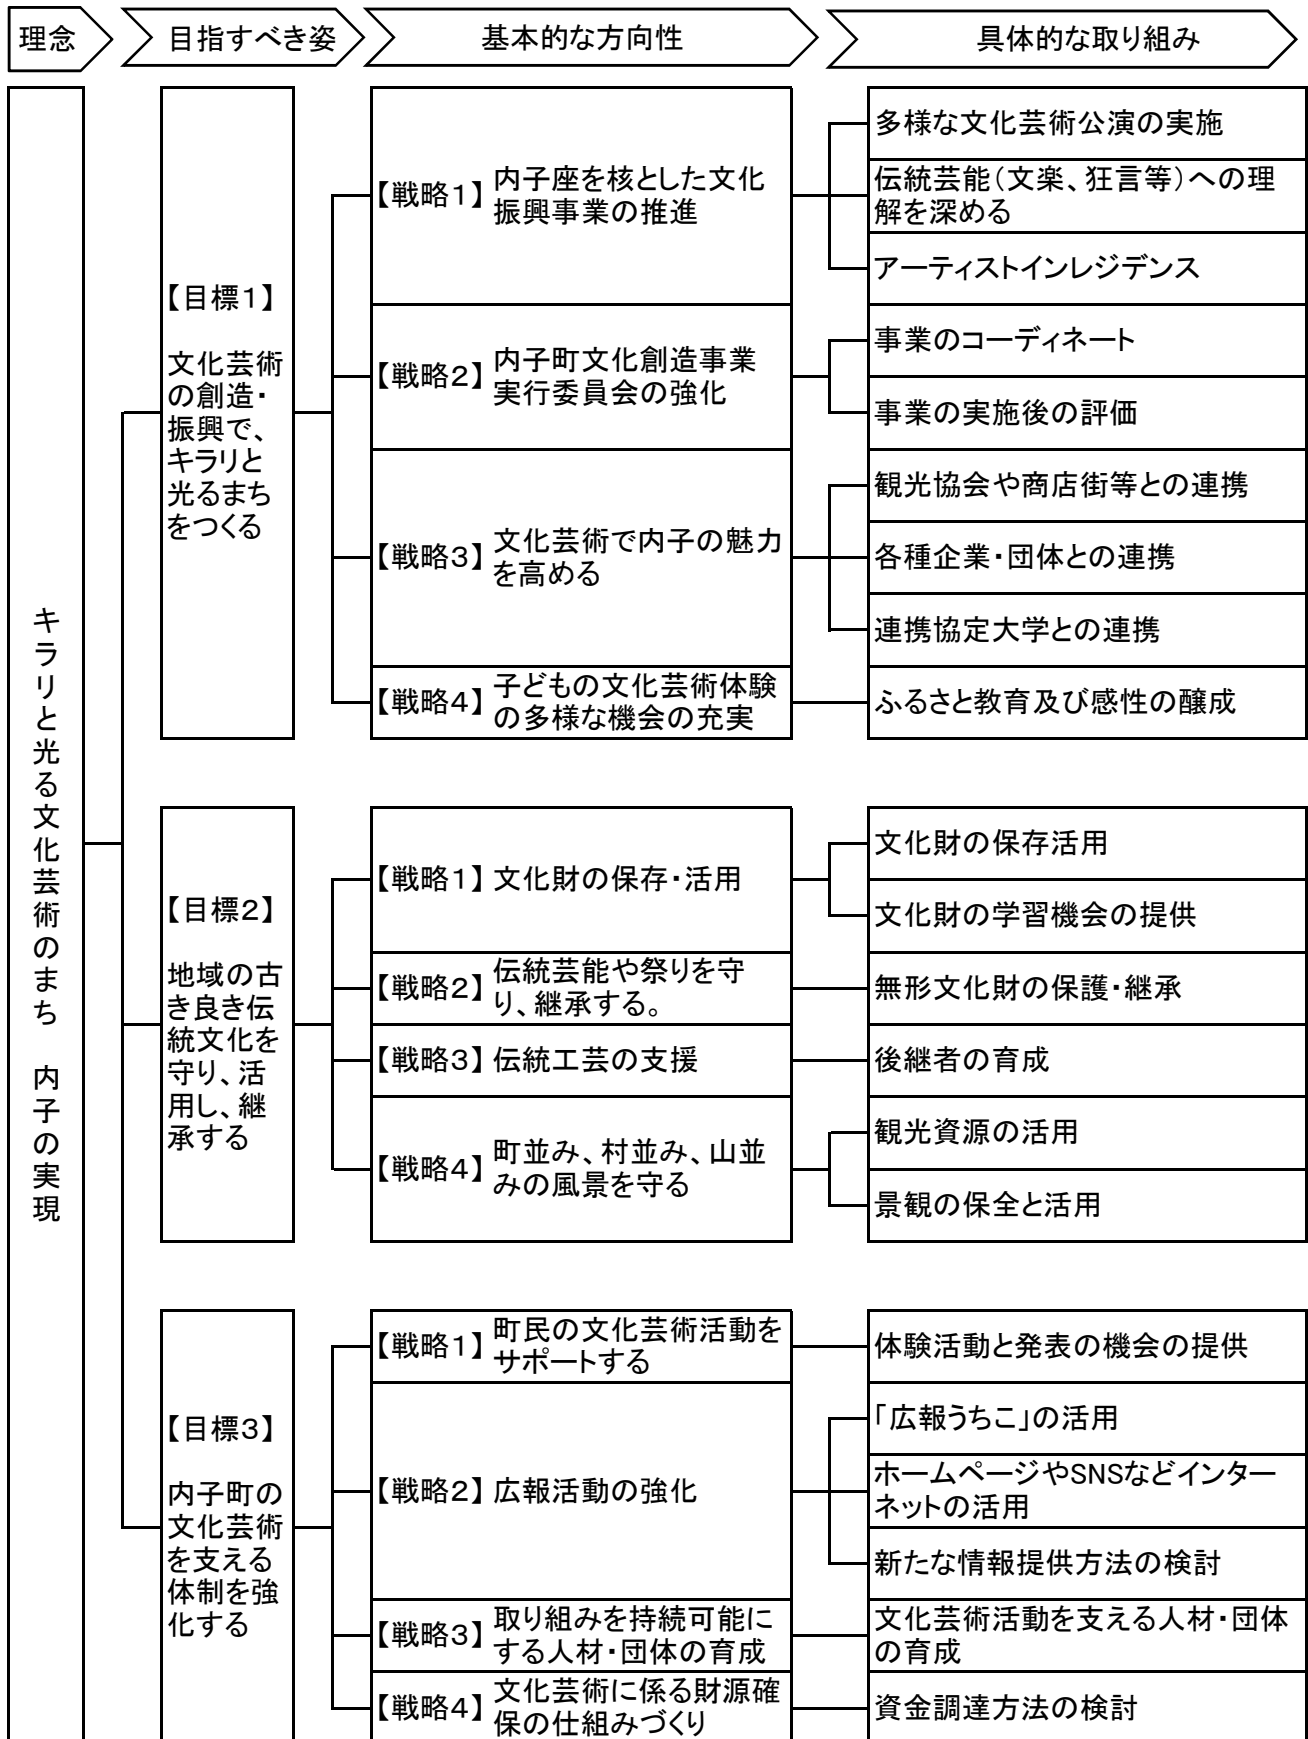 理念
目指すべき姿
基本的な方向性
具体的な取り組み
キラリと光る文化芸術のまち　内子の実現
【目標1】
文化芸術
の創造・
振興で、
キラリと
光るまち
をつくる
【戦略1】
内子座を核とした文化
振興事業の推進
多様な文化芸術公演の実施
伝統芸能(文楽、狂言等)への理
解を深める
アーティストインレジデンス
【戦略2】
内子町文化創造事業
実行委員会の強化
事業のコーディネート
事業の実施後の評価
【戦略3】
文化芸術で内子の魅力
を高める
観光協会や商店街等との連携
各種企業・団体との連携
連携協定大学との連携
【戦略4】
子どもの文化芸術体験
の多様な機会の充実
ふるさと教育及び感性の醸成
【目標2】
地域の古
き良き伝
統文化を
守り、活
用し、継
承する
【戦略1】
文化財の保存・活用
文化財の保存活用
文化財の学習機会の提供
【戦略2】
伝統芸能や祭りを守
り、継承する。
無形文化財の保護・継承
【戦略3】
伝統工芸の支援
後継者の育成
【戦略4】
町並み、村並み、山並
みの風景を守る
観光資源の活用
景観の保全と活用
【目標3】
内子町の
文化芸術
を支える
体制を強
化する
【戦略1】
町民の文化芸術活動を
サポートする
体験活動と発表の機会の提供
【戦略2】
広報活動の強化
「広報うちこ」の活用
ホームページやSNSなどインター
ネットの活用
新たな情報提供方法の検討
【戦略3】
取り組みを持続可能に
する人材・団体の育成
文化芸術活動を支える人材・団体
の育成
【戦略4】
文化芸術に係る財源確
保の仕組みづくり
資金調達方法の検討